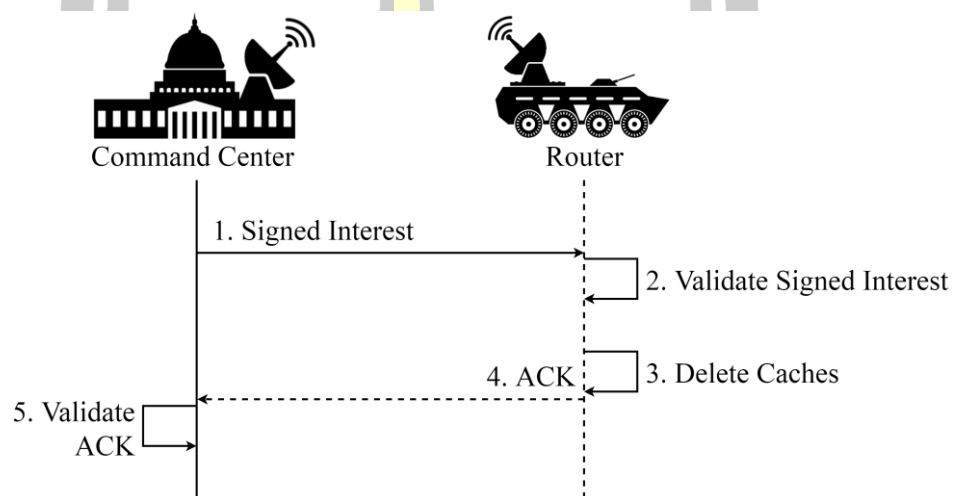 Command Center
Router
1. Signed Interest
2. Validate Signed Interest
3. Delete Caches
4. ACK
5. Validate
ACK